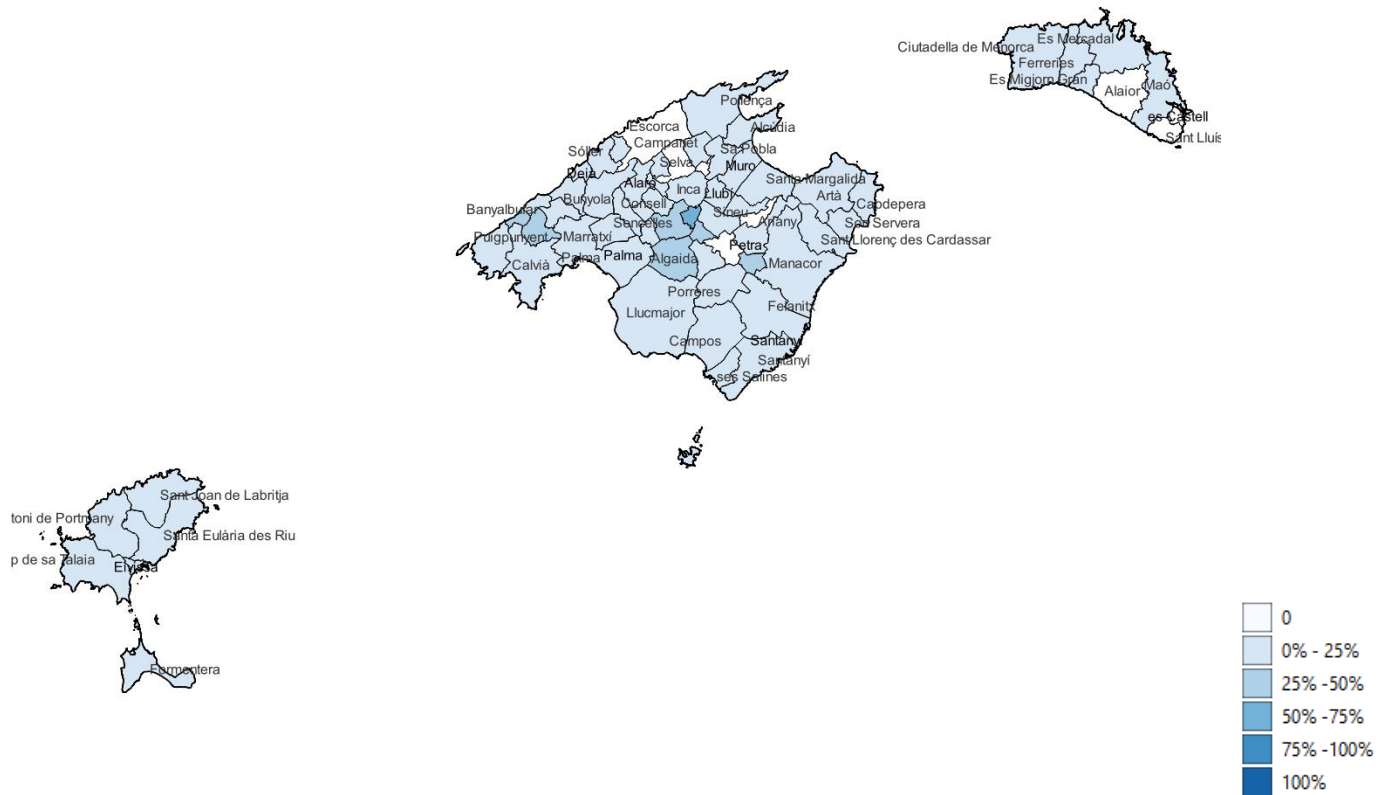 Ciutadella de Menorca
Es Mercadal
Ferreries
Es Migjorn Gran
Alaior
Maó
es Castell
Sant Lluís
Pollença
Escorca
Alcúdia
Campanet
Sóller
Sa Pobla
Selva
Muro
Deià
Alaró
Inca
Llubí
Santa Margalida
Artà
Bunyola
Consell
Capdepera
Banyalbufar
Sencelles
Sineu
Ariany
Son Servera
Puigpunyent
Marratxí
Sant Llorenç des Cardassar
Petra
Calvià
Palma
Palma
Algaida
Manacor
Porreres
Felanitx
Llucmajor
Campos
Santanyí
Santanyí
ses Salines
Sant Joan de Labritja
toni de Portmany
Santa Eulària des Riu
p de sa Talaia
Eivissa
Formentera
0
0% - 25%
25% -50%
50% -75%
75% -100%
100%